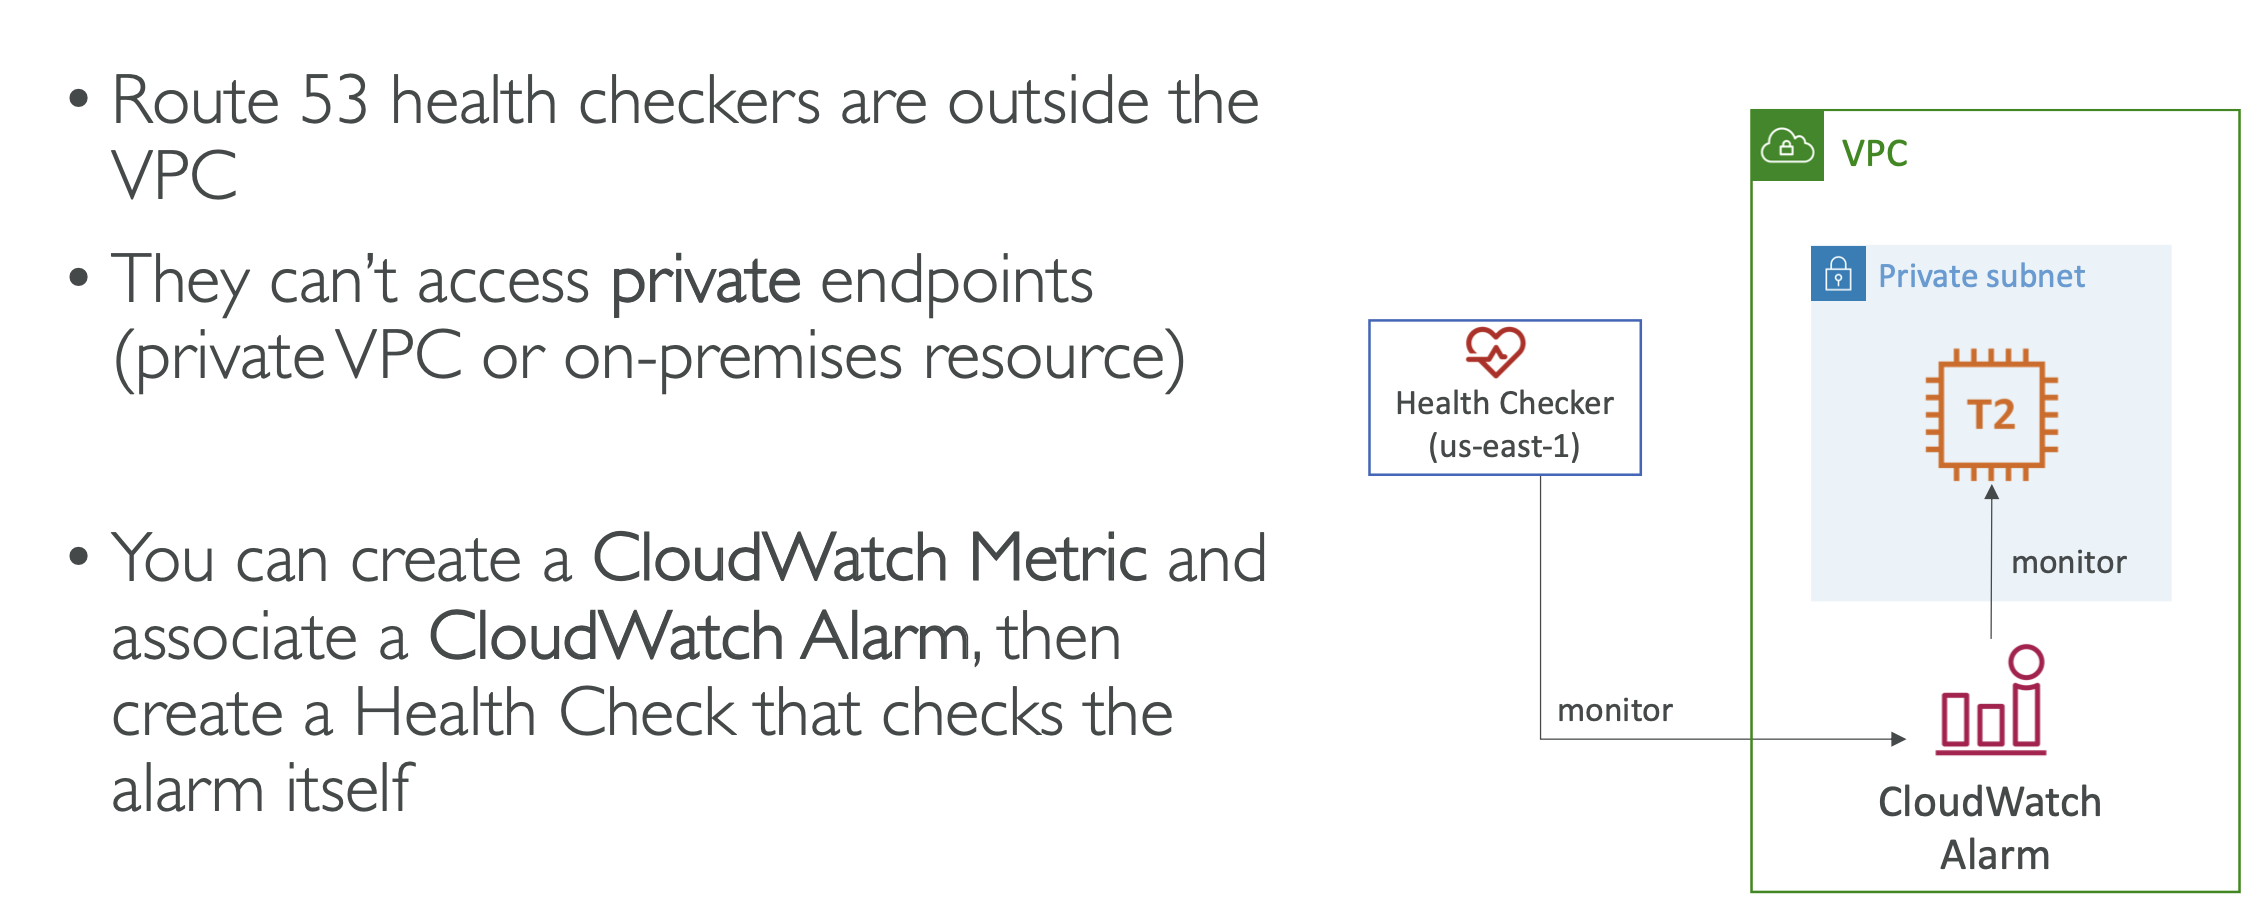 • Route 53 health checkers are outside the
VPC
• They can’t access private endpoints
(private VPC or on-premises resource)
• You can create a CloudWatch Metric and
associate a CloudWatch Alarm, then
create a Health Check that checks the
alarm itself
VPC
Private subnet
T2
monitor
Health Checker
(us-east-1)
monitor
CloudWatch
Alarm